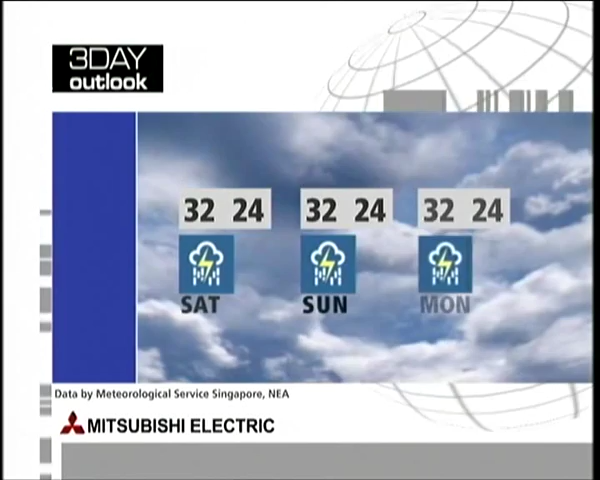 3DAY
outlook
32 24 32 24 32 24
SAT SUN MON
Data by Meteorological Service Singapore, NEA
MITSUBISHI ELECTRIC